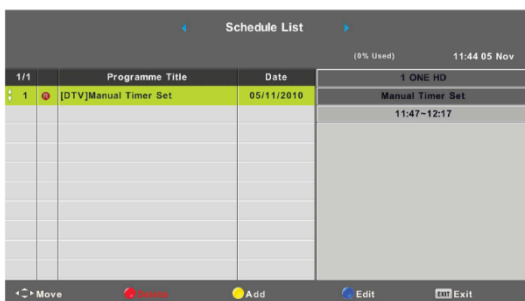 Schedule List
(0% Used) 11:44 05 Nov
1/1 Programme Title Date 1 ONE HD
1 R [DTV]Manual Timer Set 05/11/2010 Manual Timer Set
11:47~12:17
Move Delete Add Edit EXIT Exit